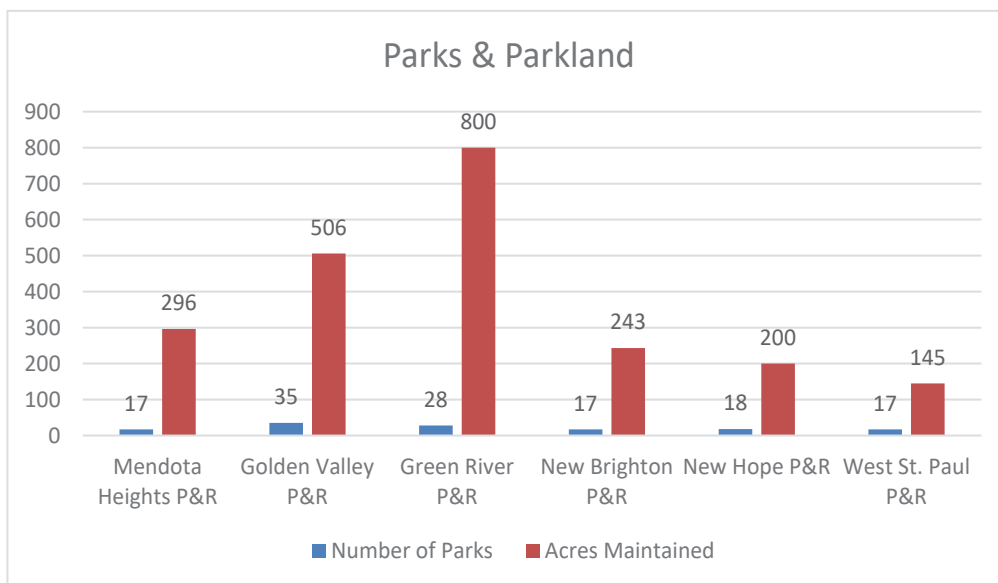 Parks & Parkland
900
800
700
600
500
400
300
200
100
0
17
296
35
506
28
800
17
243
18
200
17
145
Mendota
Heights P&R
Golden Valley
P&R
Green River
P&R
New Brighton
P&R
New Hope P&R
West St. Paul
P&R
Number of Parks
Acres Maintained